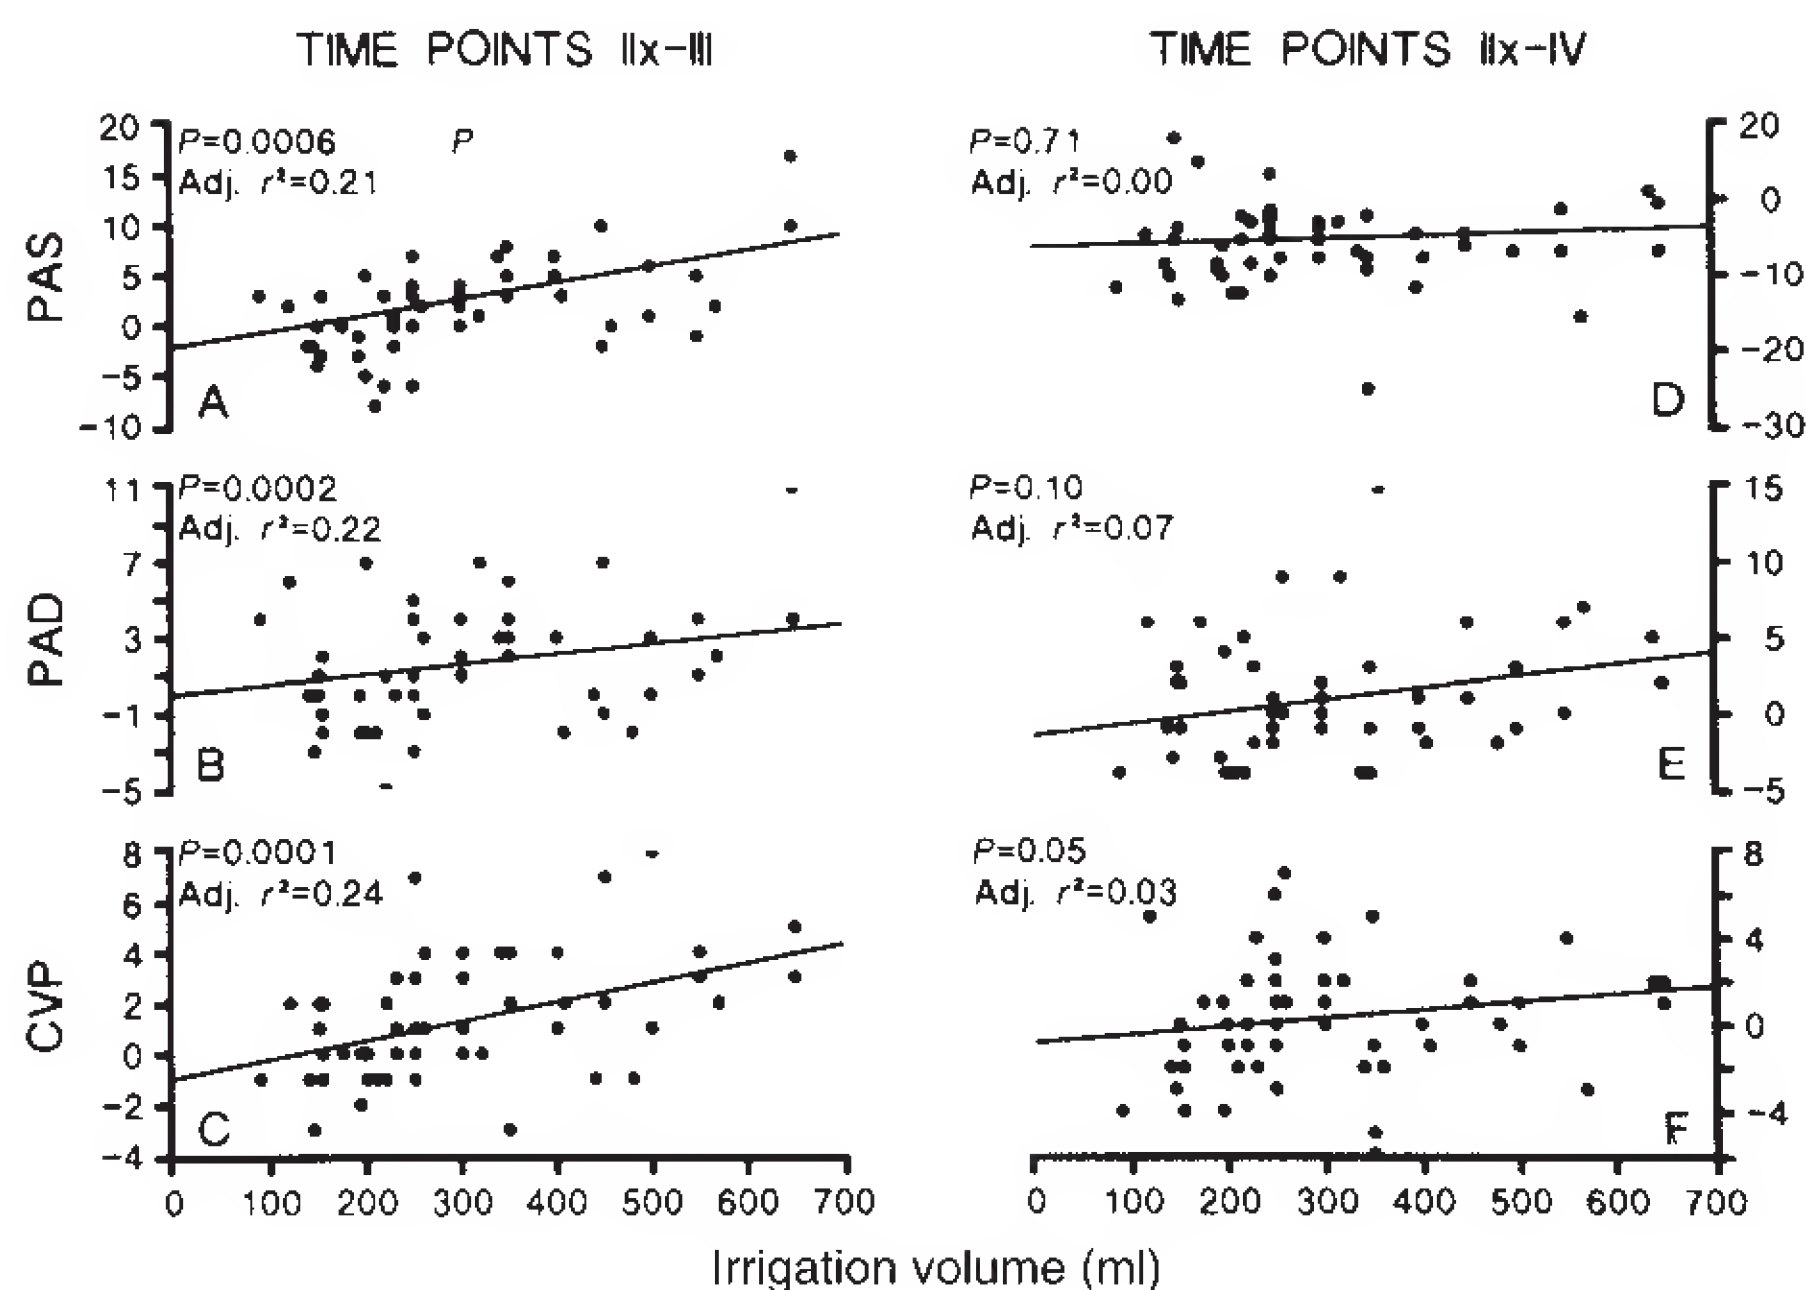 TIME POINTS IIx-III
TIME POINTS IIx-IV
PAS
20
15
10
5
0
-5
-10
P=0.0006 P
Adj. r²=0.21
A
P=0.71
Adj. r²=0.00
D
20
0
-10
-20
-30
PAD
11
7
3
-1
-5
P=0.0002
Adj. r²=0.22
B
P=0.10
Adj. r²=0.07
E
15
10
5
0
-5
CVP
8
6
4
2
0
-2
-4
P=0.0001
Adj. r²=0.24
C
P=0.05
Adj. r²=0.03
F
8
4
0
-4
0 100 200 300 400 500 600 700
0 100 200 300 400 500 600 700
Irrigation volume (ml)